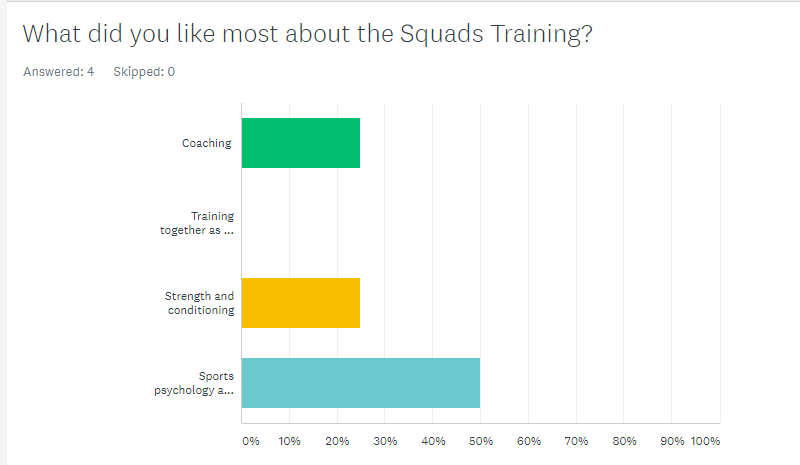 What did you like most about the Squads Training?
Answered: 4 Skipped: 0
Coaching
Training
together as ...
Strength and
conditioning
Sports
psychology a...
0% 10% 20% 30% 40% 50% 60% 70% 80% 90% 100%